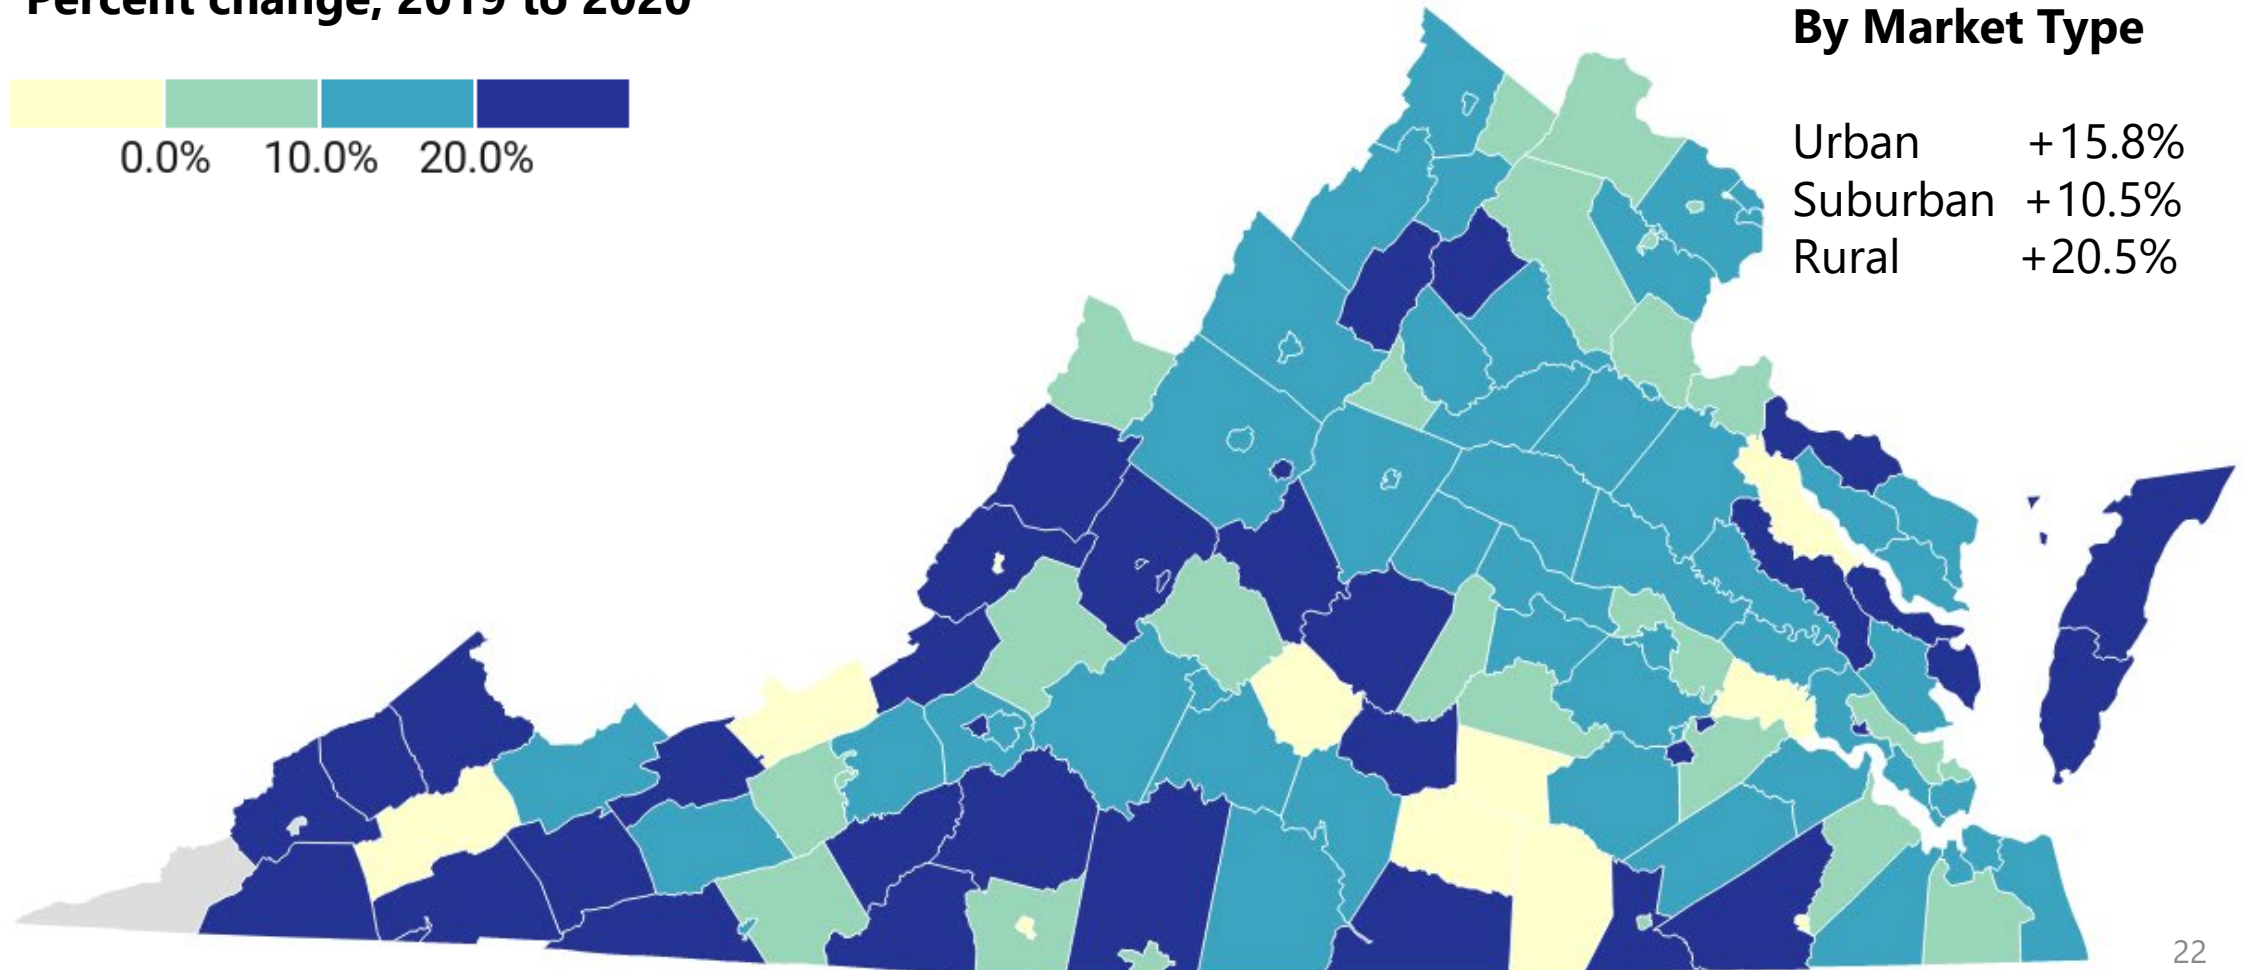 Percent change, 2019 to 2020
0.0% 10.0% 20.0%
By Market Type
Urban +15.8%
Suburban +10.5%
Rural +20.5%
22